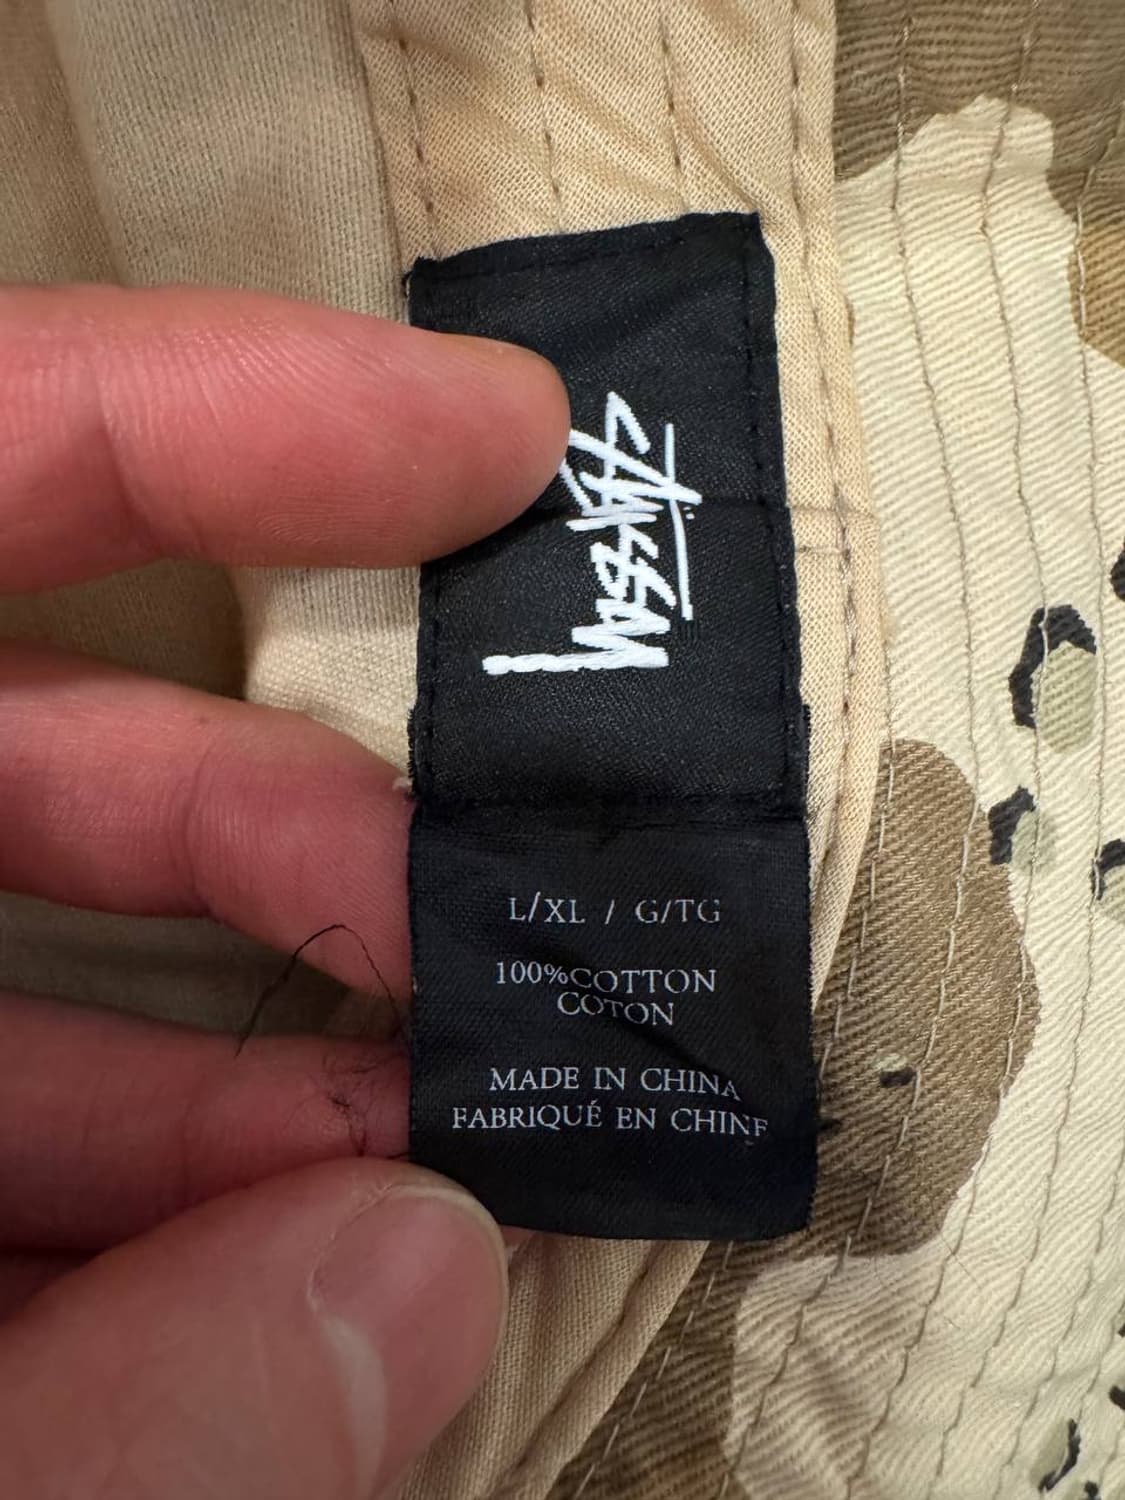 Stüssy
L/XL / G/TG
100%COTTON
COTON
MADE IN CHINA
FABRIQUÉ EN CHINE